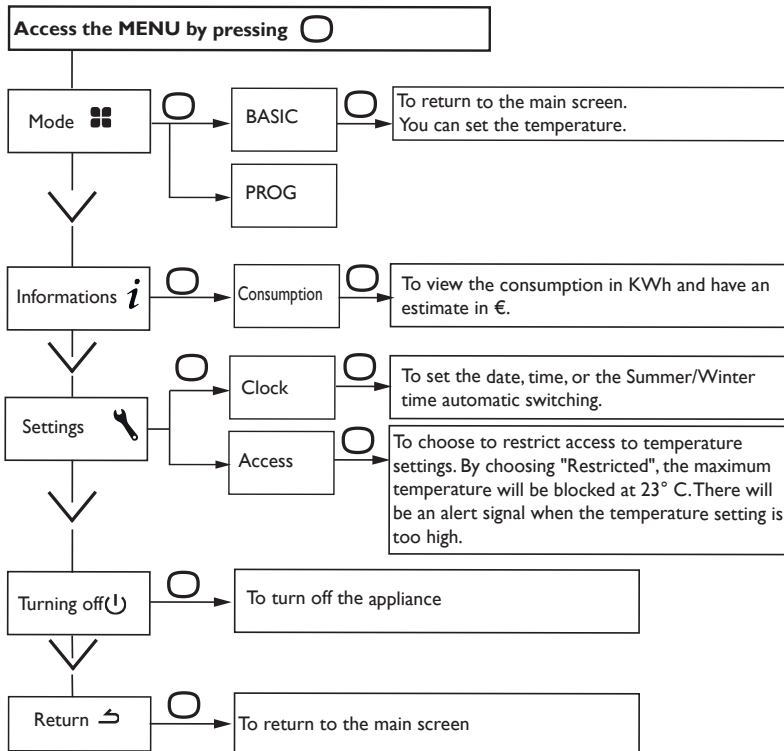 Access the MENU by pressing
Mode
BASIC
To return to the main screen.
You can set the temperature.
PROG
Informations i
Consumption
To view the consumption in KWh and have an
estimate in €.
Settings
Clock
To set the date, time, or the Summer/Winter
time automatic switching.
Access
To choose to restrict access to temperature
settings. By choosing "Restricted", the maximum
temperature will be blocked at 23° C. There will
be an alert signal when the temperature setting is
too high.
Turning off
To turn off the appliance
Return
To return to the main screen